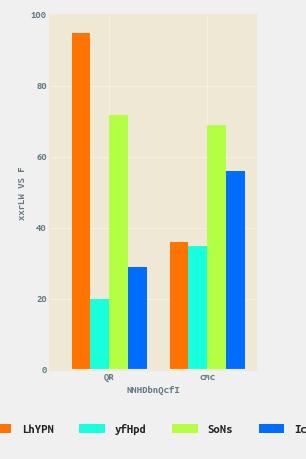 100
80
60
40
20
0
xxrLW VS F
QR cmc
NNHDbnQcfI
LhYPN yfHpd SoNs Ic